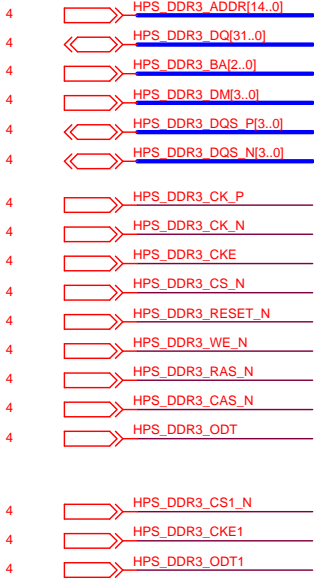 4 HPS_DDR3_ADDR[14..0]
4 HPS_DDR3_DQ[31..0]
4 HPS_DDR3_BA[2..0]
4 HPS_DDR3_DM[3..0]
4 HPS_DDR3_DQS_P[3..0]
4 HPS_DDR3_DQS_N[3..0]
4 HPS_DDR3_CK_P
4 HPS_DDR3_CK_N
4 HPS_DDR3_CKE
4 HPS_DDR3_CS_N
4 HPS_DDR3_RESET_N
4 HPS_DDR3_WE_N
4 HPS_DDR3_RAS_N
4 HPS_DDR3_CAS_N
4 HPS_DDR3_ODT
4 HPS_DDR3_CS1_N
4 HPS_DDR3_CKE1
4 HPS_DDR3_ODT1